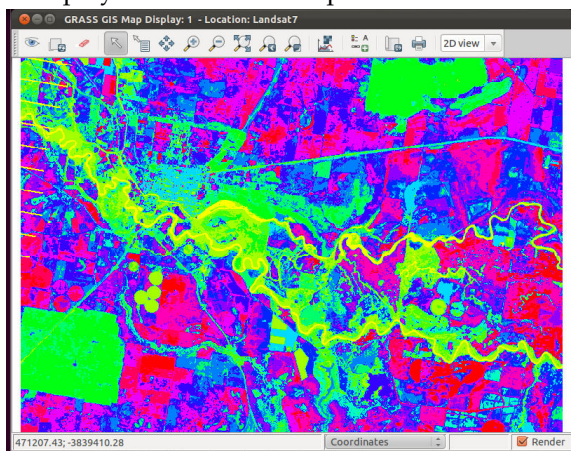 GRASS GIS Map Display: 1 - Location: Landsat7
2D view
471207.43; -3839410.28
Coordinates
Render